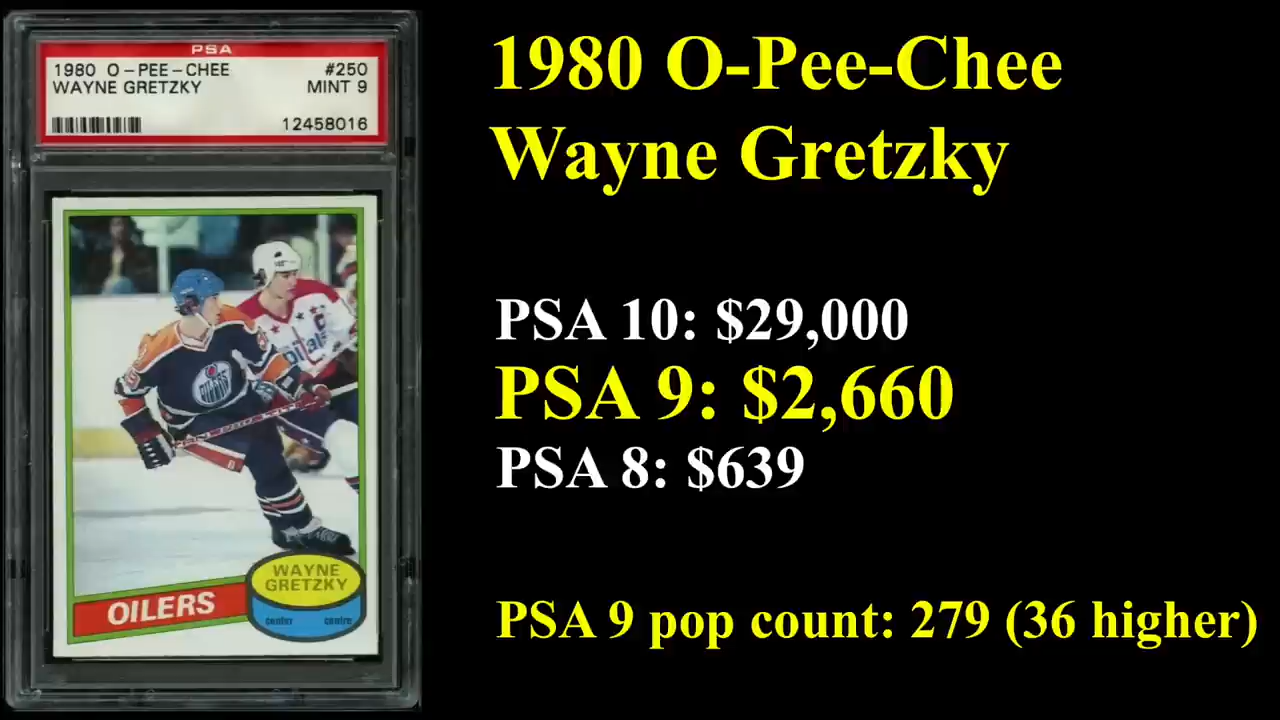 PSA
1980 O-PEE-CHEE #250
WAYNE GRETZKY MINT 9
12458016
OILERS
OILERS
WAYNE
GRETZKY
center centre
1980 O-Pee-Chee
Wayne Gretzky
PSA 10: $29,000
PSA 9: $2,660
PSA 8: $639
PSA 9 pop count: 279 (36 higher)